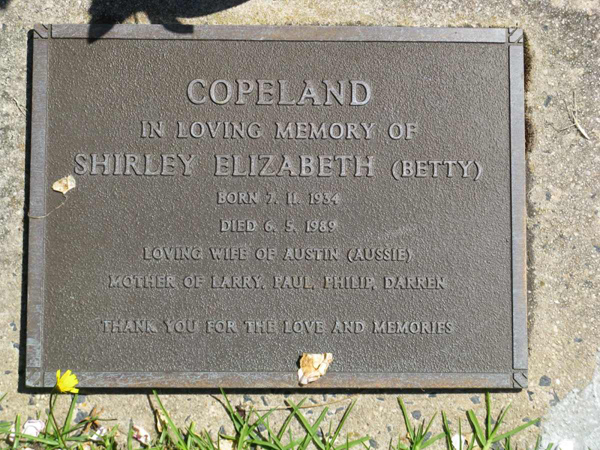 COPELAND
IN LOVING MEMORY OF
SHIRLEY ELIZABETH (BETTY)
BORN 7. 11. 1934
DIED 6. 5. 1989
LOVING WIFE OF AUSTIN (AUSSIE)
MOTHER OF LARRY, PAUL, PHILIP, DARREN
THANK YOU FOR THE LOVE AND MEMORIES